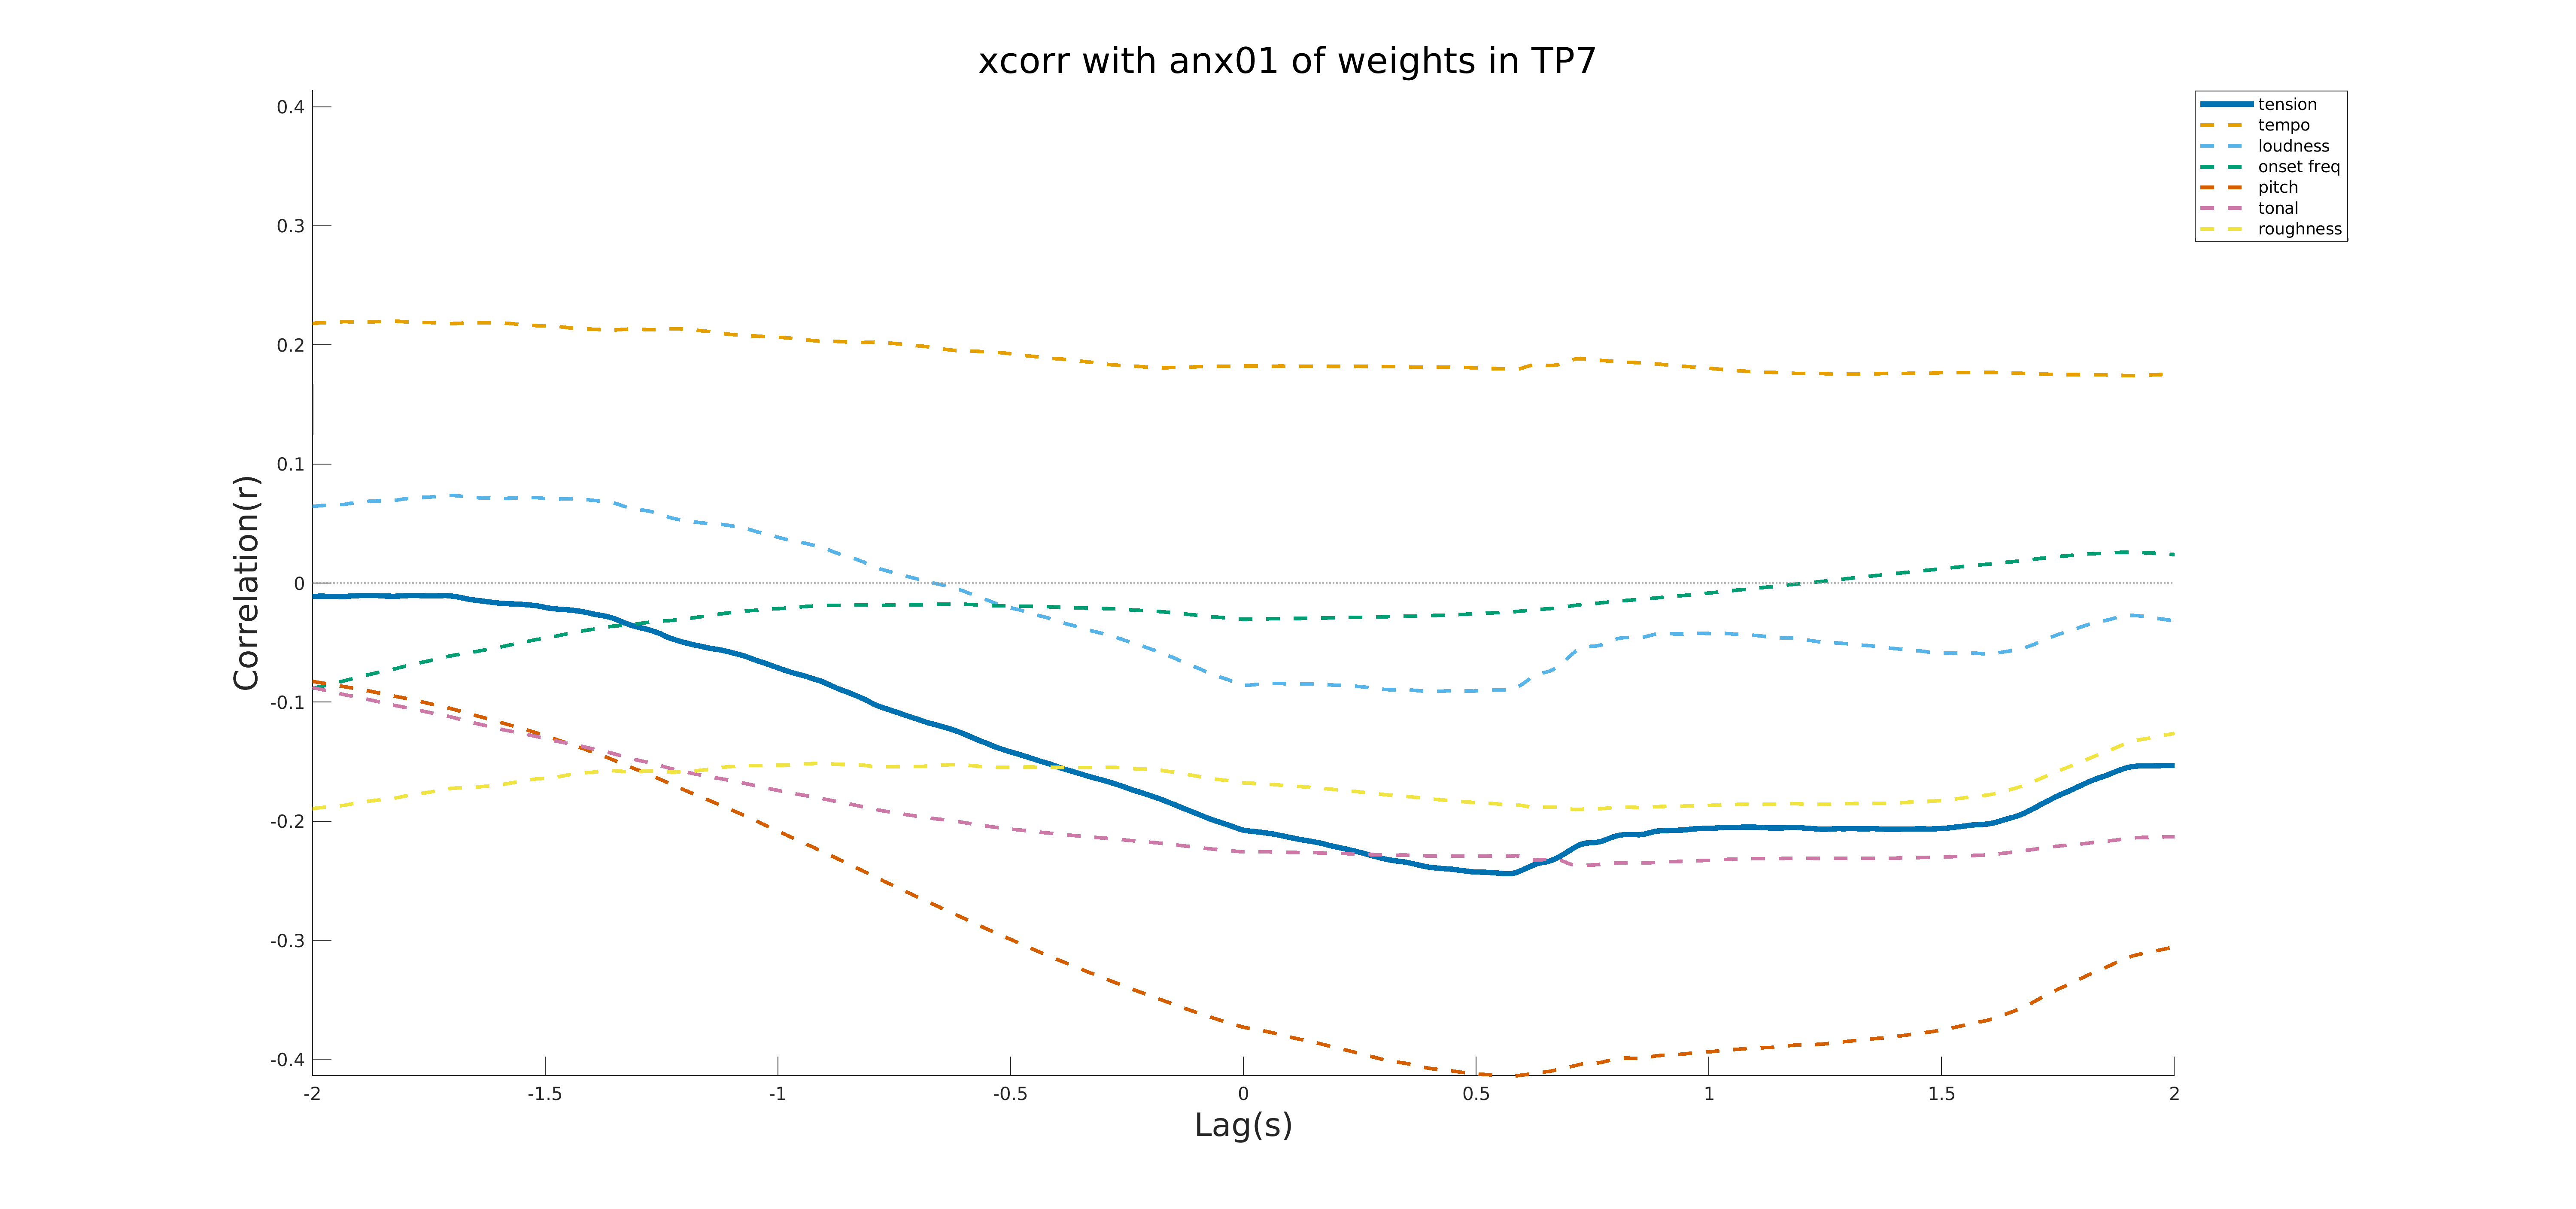 xcorr with anx01 of weights in TP7
tension
tempo
loudness
onset freq
pitch
tonal
roughness
Correlation(r)
0.4
0.3
0.2
0.1
0
-0.1
-0.2
-0.3
-0.4
-2 -1.5 -1 -0.5 0 0.5 1 1.5 2
Lag(s)